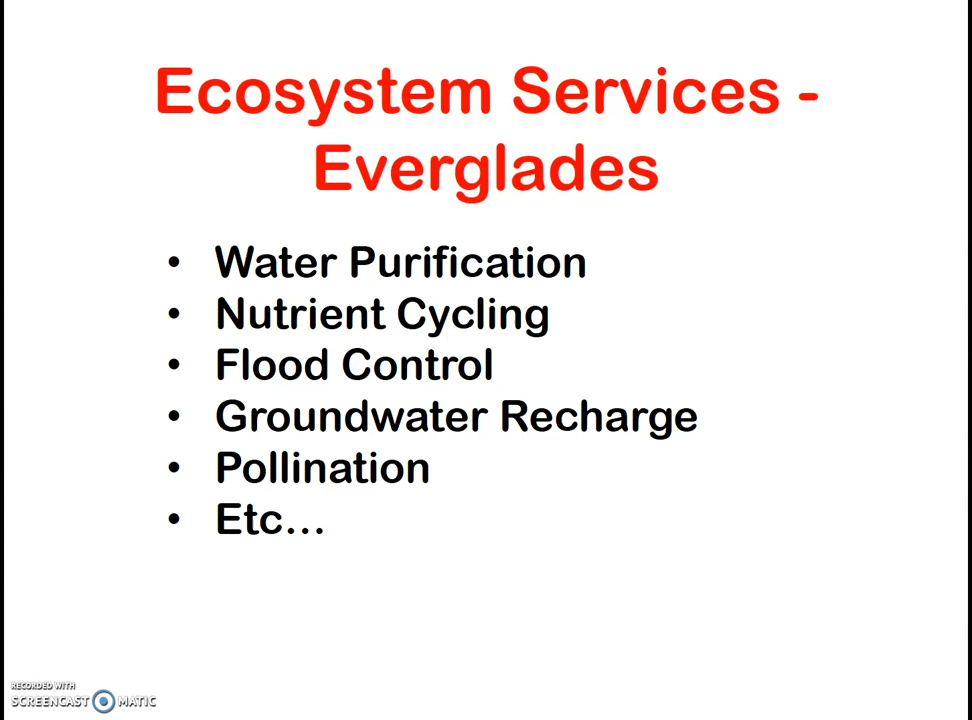 Ecosystem Services -
Everglades
• Water Purification
• Nutrient Cycling
• Flood Control
• Groundwater Recharge
• Pollination
• Etc...
RECORDED WITH
SCREENCAST MATIC